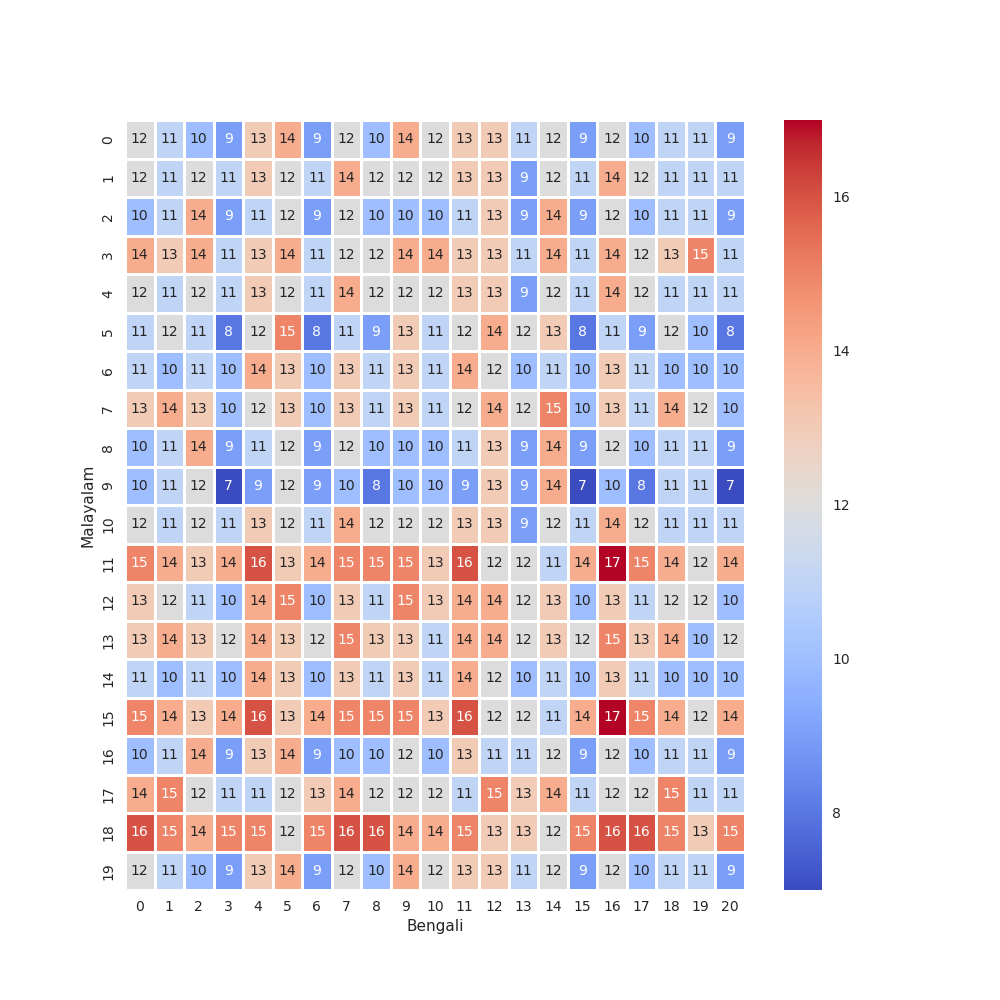 0 12 11 10 9 13 14 9 12 10 14 12 13 13 11 12 9 12 10 11 11 9
1 12 11 12 11 13 12 11 14 12 12 12 13 13 9 12 11 14 12 11 11 11
2 10 11 14 9 11 12 9 12 10 10 10 11 13 9 14 9 12 10 11 11 9
3 14 13 14 11 13 14 11 12 12 14 14 13 13 11 14 11 14 12 13 15 11
4 12 11 12 11 13 12 11 14 12 12 12 13 13 9 12 11 14 12 11 11 11
5 11 12 11 8 12 15 8 11 9 13 11 12 14 12 13 8 11 9 12 10 8
6 11 10 11 10 14 13 10 13 11 13 11 14 12 10 11 10 13 11 10 10 10
7 13 14 13 10 12 13 10 13 11 13 11 12 14 12 15 10 13 11 14 12 10
8 10 11 14 9 11 12 9 12 10 10 10 11 13 9 14 9 12 10 11 11 9
9 10 11 12 7 9 12 9 10 8 10 10 9 13 9 14 7 10 8 11 11 7
10 12 11 12 11 13 12 11 14 12 12 12 13 13 9 12 11 14 12 11 11 11
11 15 14 13 14 16 13 14 15 15 15 13 16 12 12 11 14 17 15 14 12 14
12 13 12 11 10 14 15 10 13 11 15 13 14 14 12 13 10 13 11 12 12 10
13 13 14 13 12 14 13 12 15 13 13 11 14 14 12 13 12 15 13 14 10 12
14 11 10 11 10 14 13 10 13 11 13 11 14 12 10 11 10 13 11 10 10 10
15 15 14 13 14 16 13 14 15 15 15 13 16 12 12 11 14 17 15 14 12 14
16 10 11 14 9 13 14 9 10 10 12 10 13 11 11 12 9 12 10 11 11 9
17 14 15 12 11 11 12 13 14 12 12 12 11 15 13 14 11 12 12 15 11 11
18 16 15 14 15 15 12 15 16 16 14 14 15 13 13 12 15 16 16 15 13 15
19 12 11 10 9 13 14 9 12 10 14 12 13 13 11 12 9 12 10 11 11 9
0 1 2 3 4 5 6 7 8 9 10 11 12 13 14 15 16 17 18 19 20
Bengali
Malayalam
16
14
12
10
8